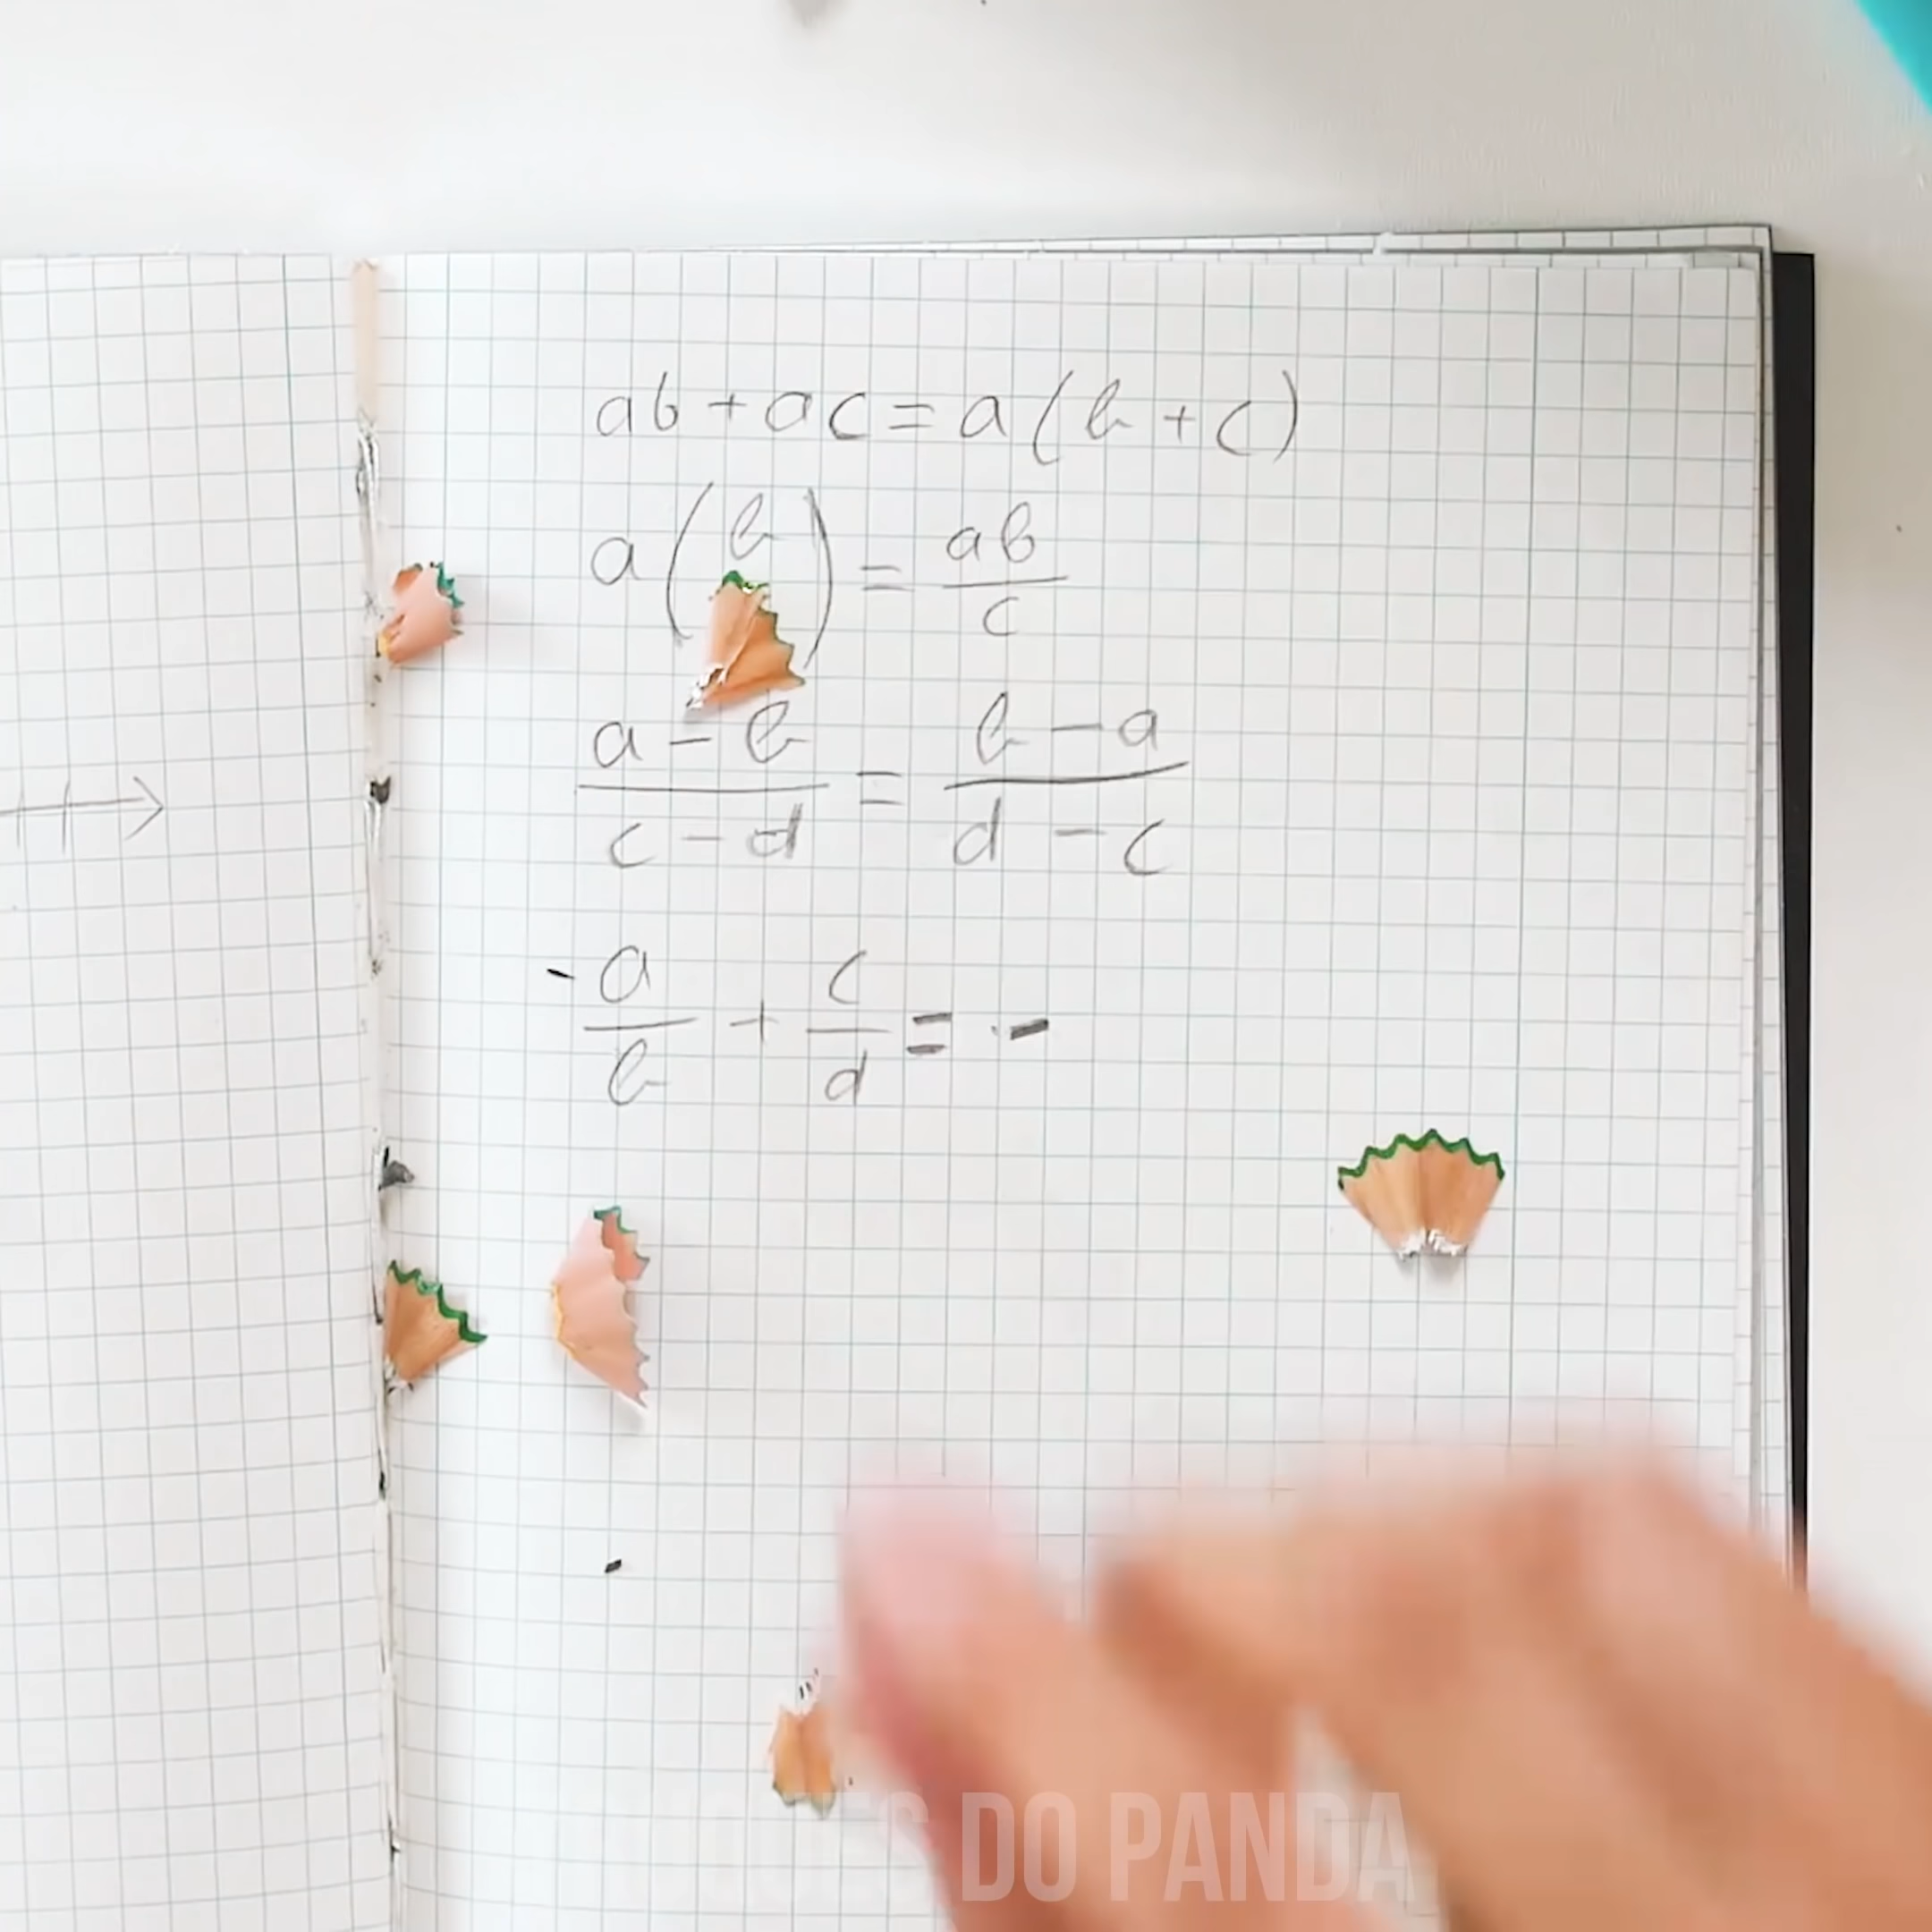 ab + ac = a(b + c)
a(b/) = ab/c
(a - b)/(c - d) = (b - a)/(d - c)
- a/b + c/d = -
DO PANDA